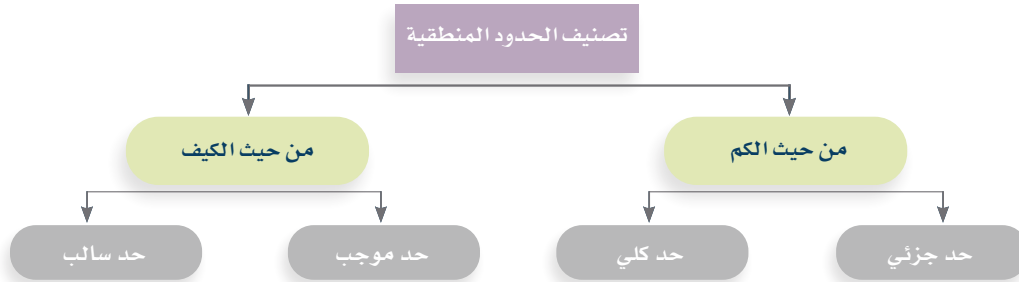 تصنيف الحدود المنطقية
من حيث الكم
من حيث الكيف
حد جزئي
حد كلي
حد موجب
حد سالب